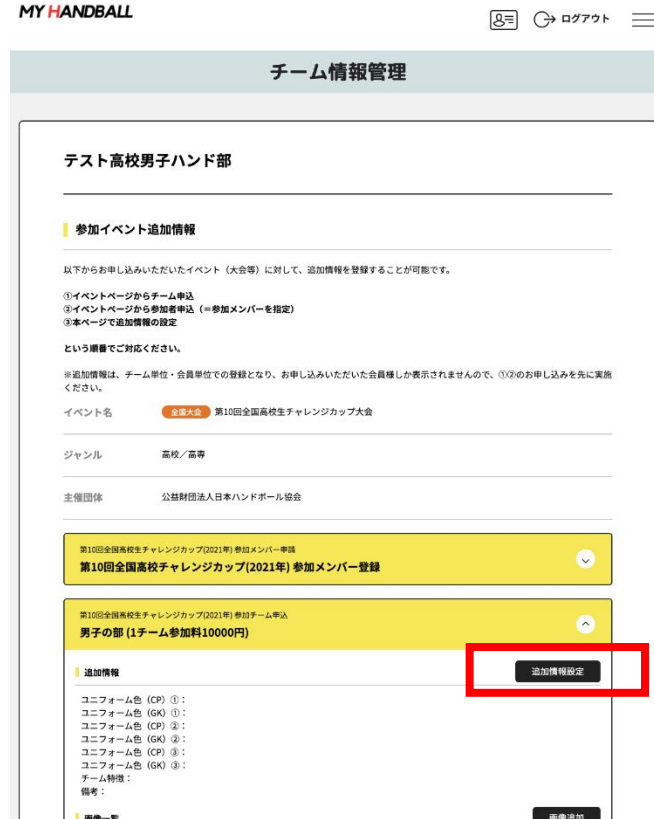 MY HANDBALL
ログアウト
チーム情報管理
テスト高校男子ハンド部
参加イベント追加情報
以下からお申し込みいただいたイベント（大会等）に対して、追加情報を登録することが可能です。
①イベントページからチーム申込
②イベントページから参加者申込（＝参加メンバーを指定）
③本ページで追加情報の設定
という順番でご対応ください。
※追加情報は、チーム単位・会員単位での登録となり、お申し込みいただいた会員様しか表示されませんので、①②のお申し込みを先に実施
ください。
イベント名 全国大会 第10回全国高校生チャレンジカップ大会
ジャンル 高校／高専
主催団体 公益財団法人日本ハンドボール協会
第10回全国高校生チャレンジカップ(2021年) 参加メンバー申請
第10回全国高校チャレンジカップ(2021年) 参加メンバー登録
第10回全国高校生チャレンジカップ(2021年) 参加チーム申込
男子の部 (1チーム参加料10000円)
追加情報 追加情報設定
ユニフォーム色（CP）①：
ユニフォーム色（GK）①：
ユニフォーム色（CP）②：
ユニフォーム色（GK）②：
ユニフォーム色（CP）③：
ユニフォーム色（GK）③：
チーム特徴：
備考：
画像一覧 画像追加